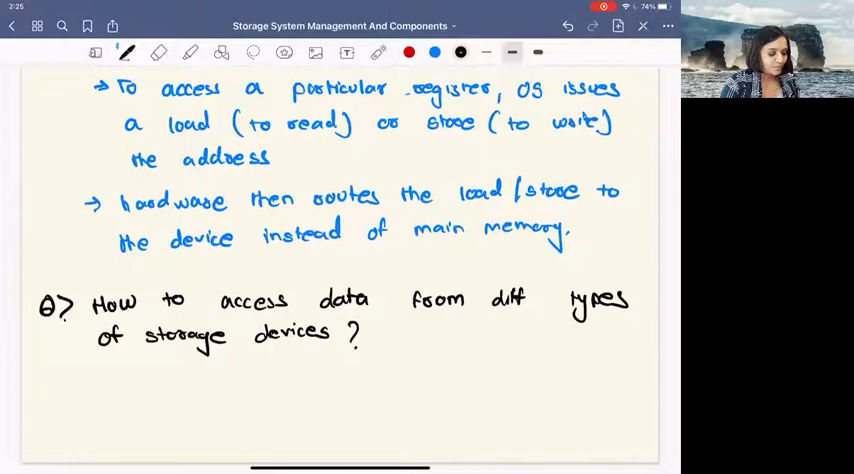 2:25
74%
Storage System Management And Components
→ To access a particular register, OS issues
a load (to read) or store (to write)
the address
→ hardware then routes the load/store to
the device instead of main memory.
Q> How to access data from diff types
of storage devices?